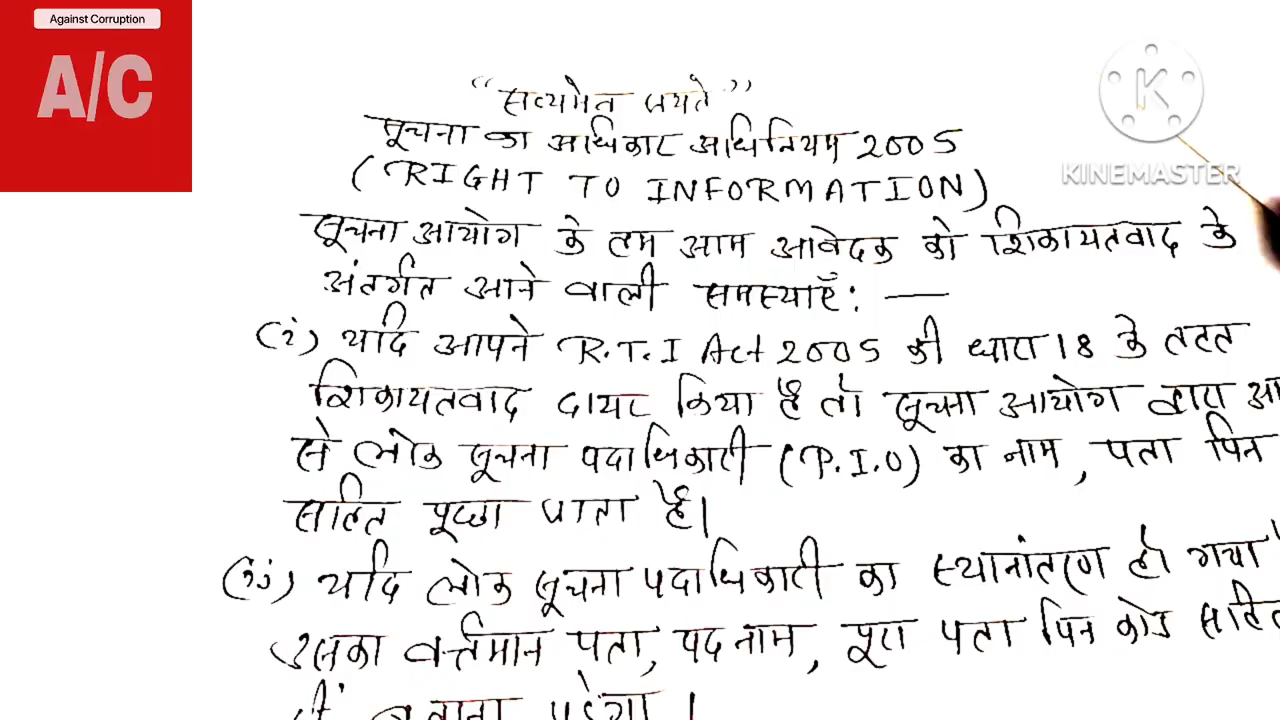 Against Corruption
A/C
KINEMASTER
"सत्यमेव जयते"
सूचना का अधिकार अधिनियम 2005
(RIGHT TO INFORMATION)
सूचना आयोग के तहत आम आवेदक को शिकायतवाद के
अंतर्गत आने वाली समस्याएँ: —
(i) यदि आपने R.T.I Act 2005 की धारा 18 के तहत
शिकायतवाद दायर किया है तो सूचना आयोग द्वारा
से लोक सूचना पदाधिकारी (P.I.O) का नाम, पता पिन
सहित पूछा जाता है।
(ii) यदि लोक सूचना पदाधिकारी का स्थानांतरण हो गया
उसका वर्त्तमान पता, पदनाम, पूरा पता पिन कोड सहित